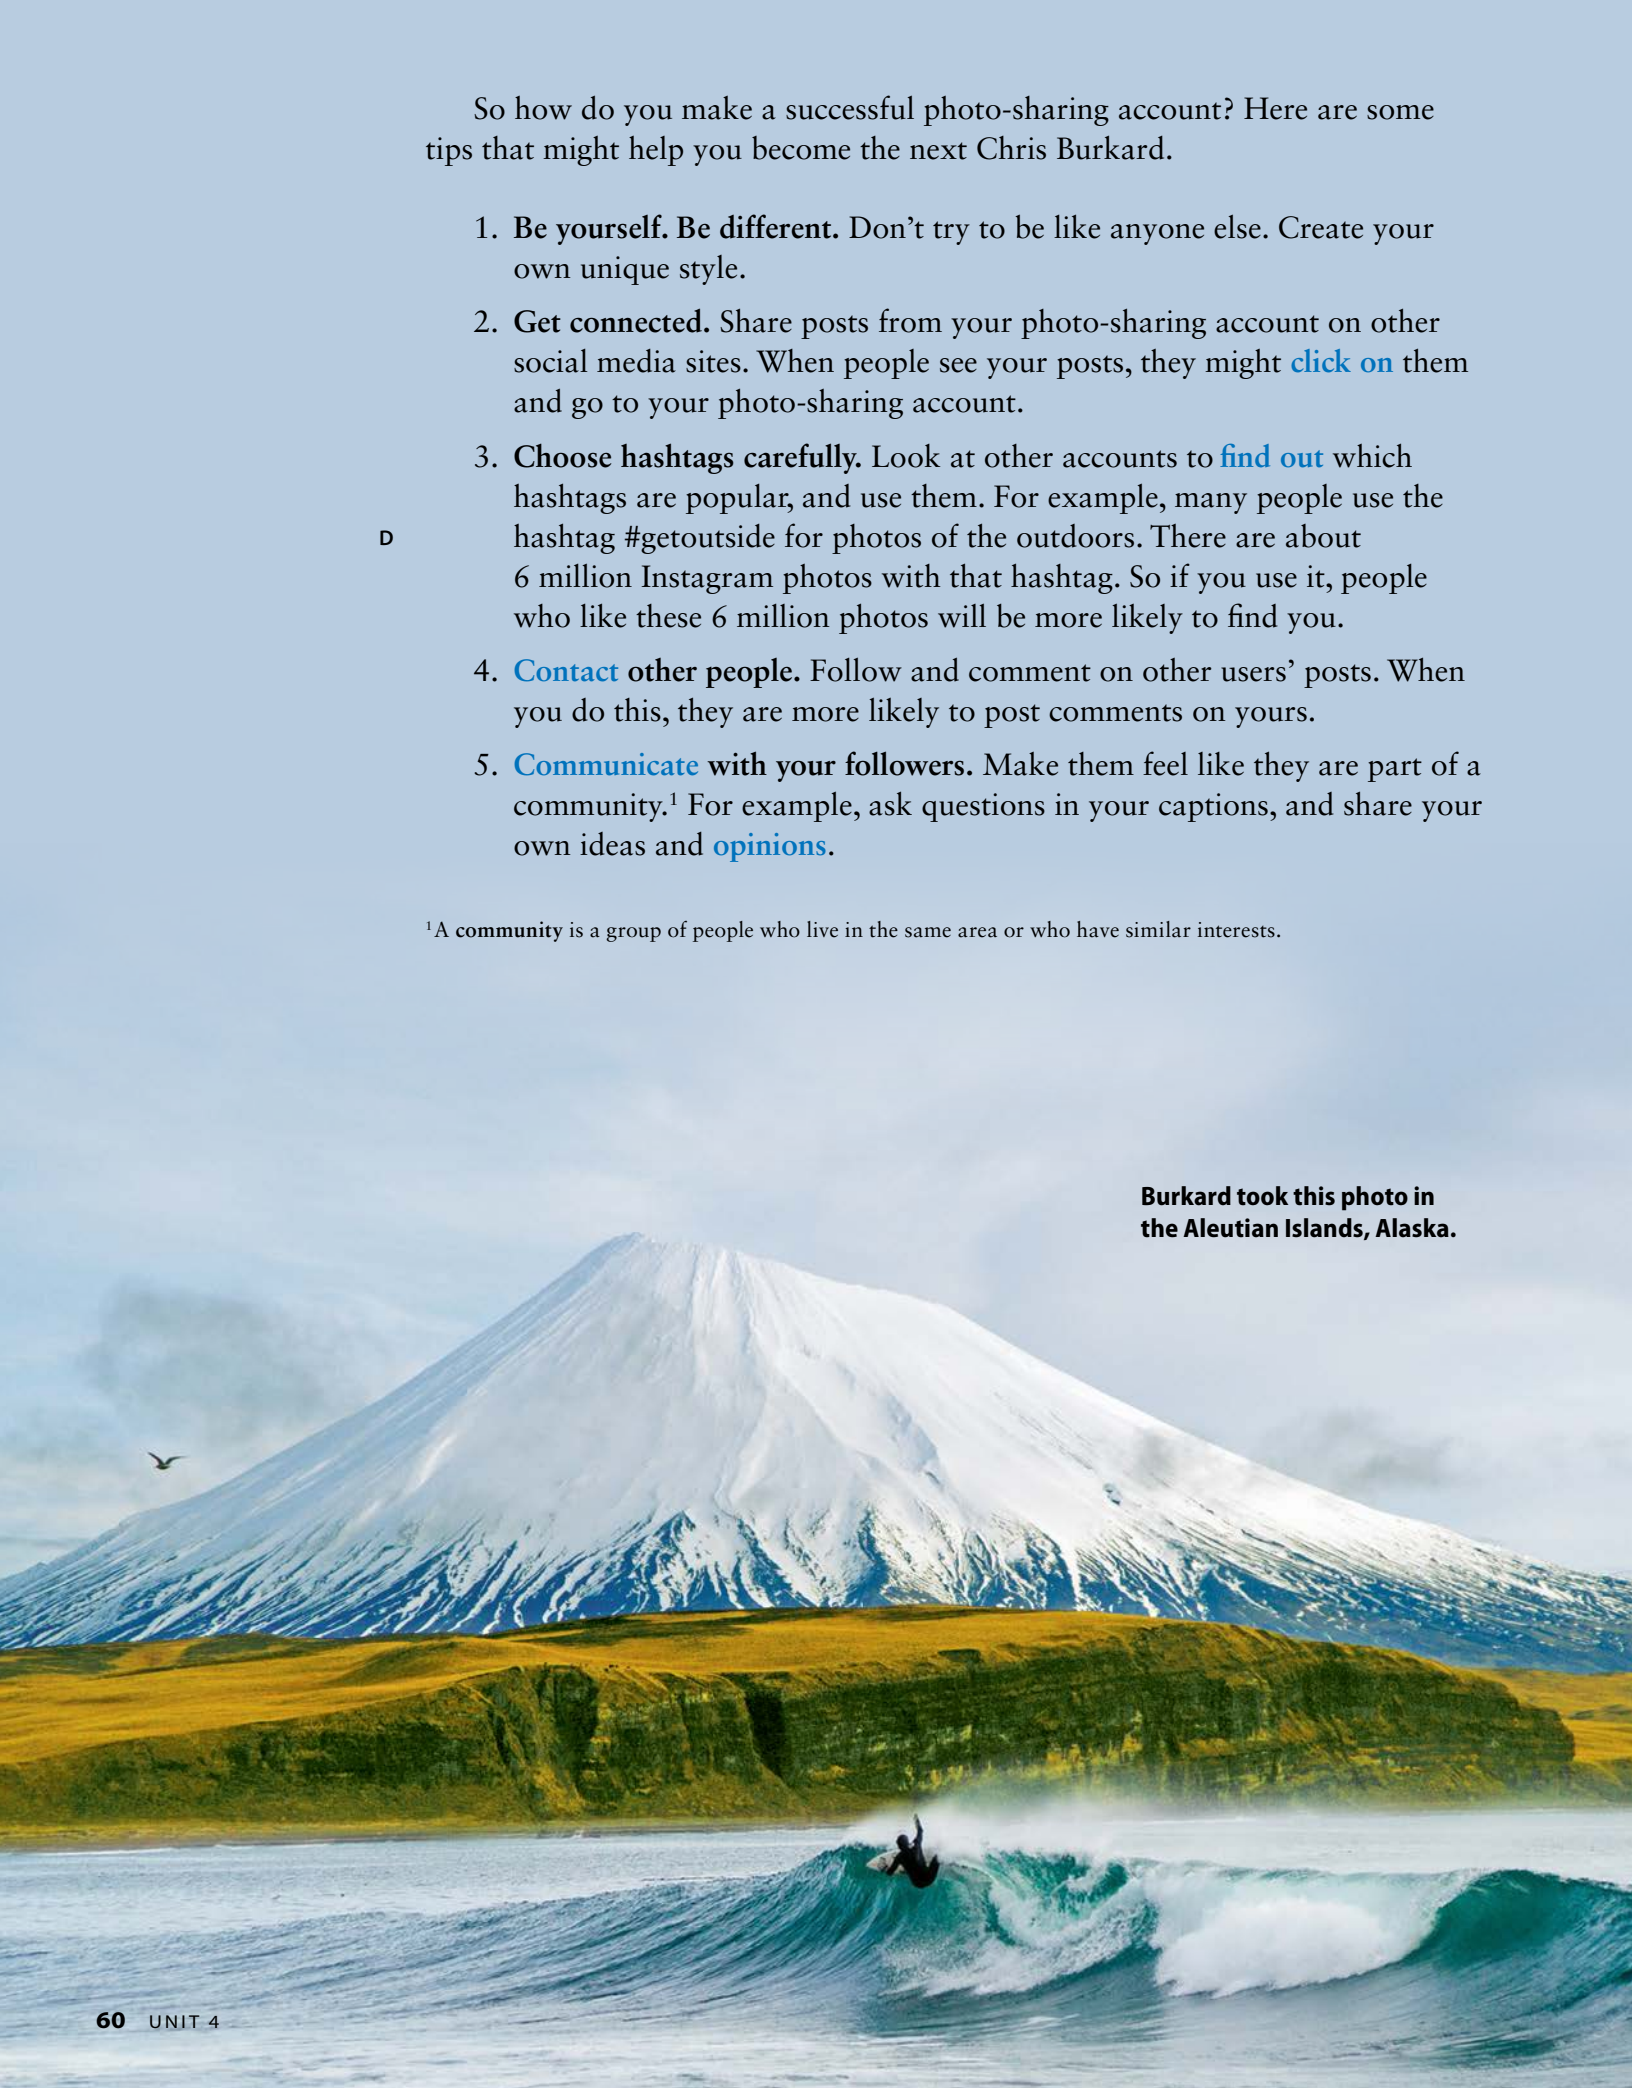 So how do you make a successful photo-sharing account? Here are some
tips that might help you become the next Chris Burkard.
1. Be yourself. Be different. Don’t try to be like anyone else. Create your
own unique style.
2. Get connected. Share posts from your photo-sharing account on other
social media sites. When people see your posts, they might click on them
and go to your photo-sharing account.
3. Choose hashtags carefully. Look at other accounts to find out which
hashtags are popular, and use them. For example, many people use the
D hashtag #getoutside for photos of the outdoors. There are about
6 million Instagram photos with that hashtag. So if you use it, people
who like these 6 million photos will be more likely to find you.
4. Contact other people. Follow and comment on other users’ posts. When
you do this, they are more likely to post comments on yours.
5. Communicate with your followers. Make them feel like they are part of a
community.¹ For example, ask questions in your captions, and share your
own ideas and opinions.
¹ A community is a group of people who live in the same area or who have similar interests.
Burkard took this photo in
the Aleutian Islands, Alaska.
60 UNIT 4